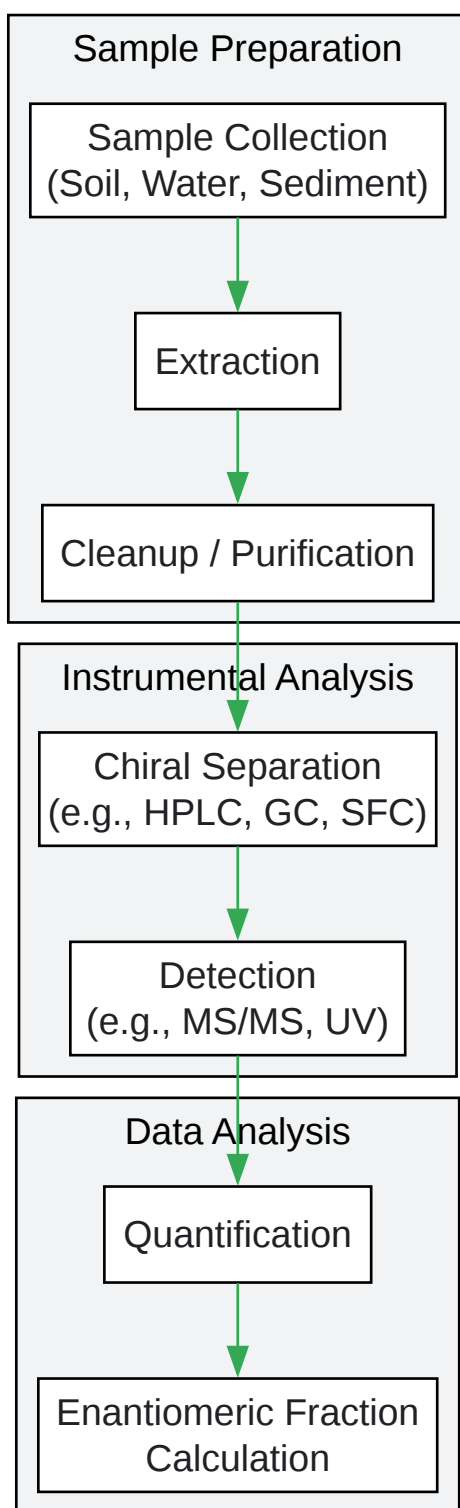 Sample Preparation
Sample Collection
(Soil, Water, Sediment)
Extraction
Cleanup / Purification
Instrumental Analysis
Chiral Separation
(e.g., HPLC, GC, SFC)
Detection
(e.g., MS/MS, UV)
Data Analysis
Quantification
Enantiomeric Fraction
Calculation